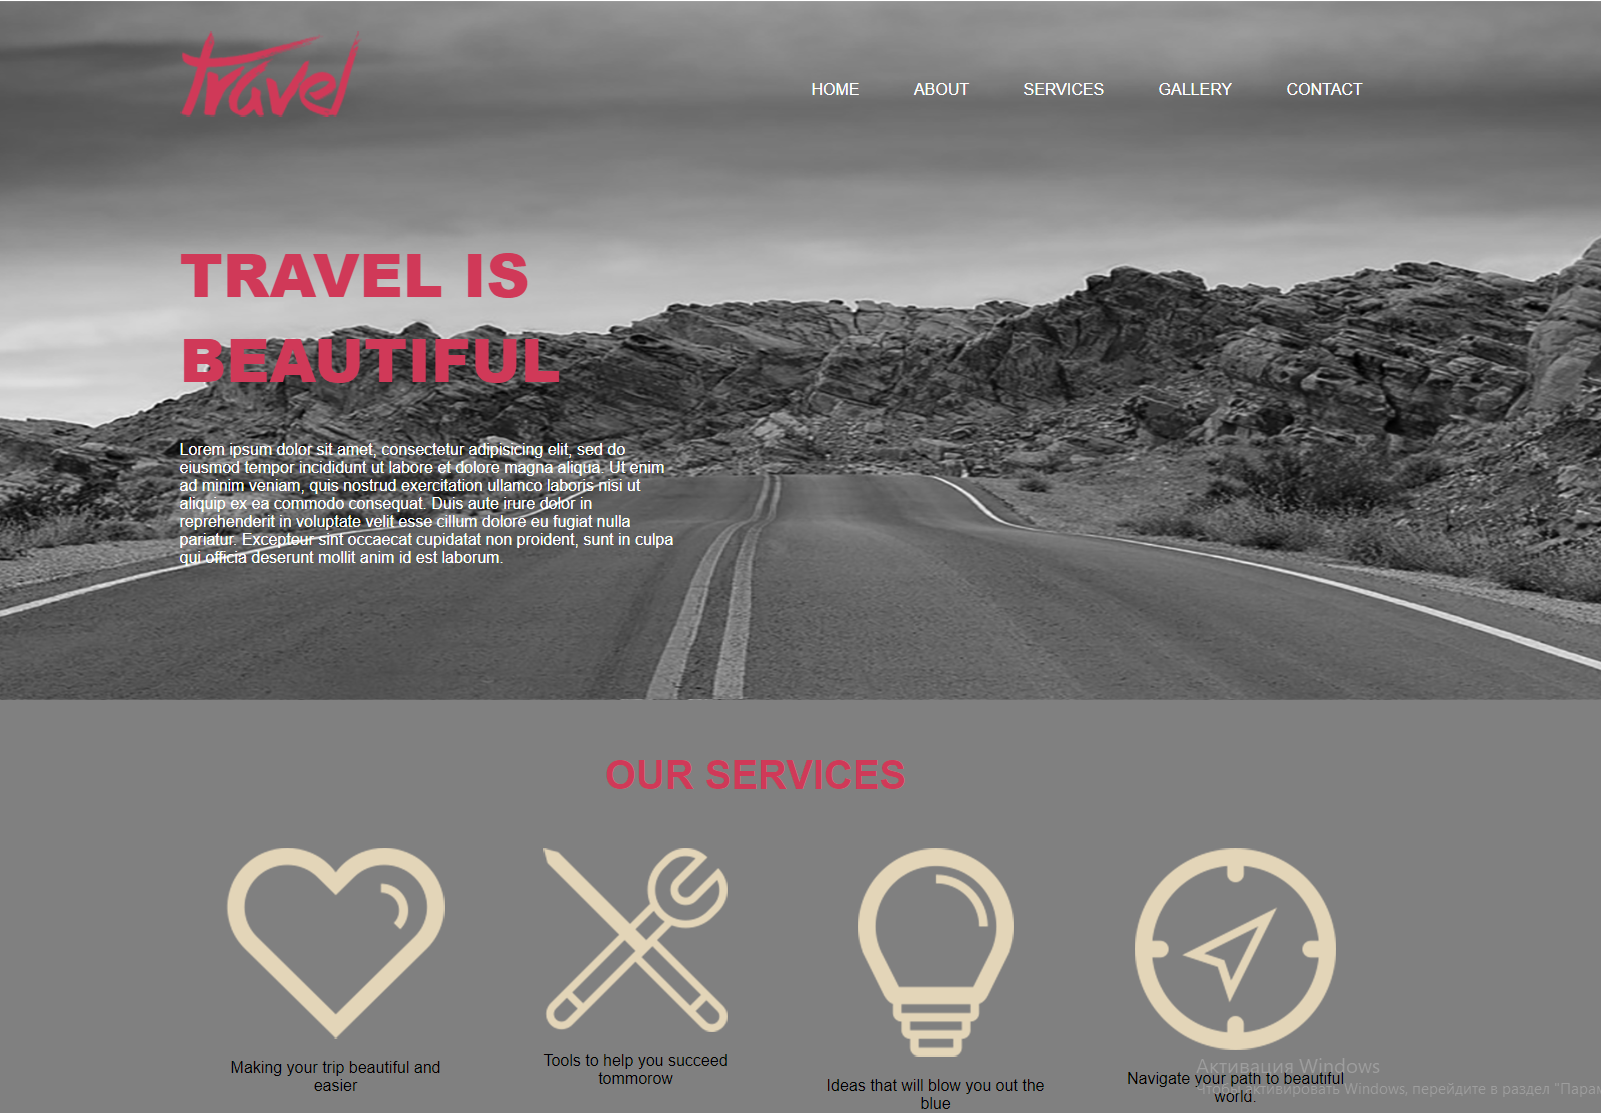 travel
HOME ABOUT SERVICES GALLERY CONTACT
TRAVEL IS
BEAUTIFUL
Lorem ipsum dolor sit amet, consectetur adipisicing elit, sed do
eiusmod tempor incididunt ut labore et dolore magna aliqua. Ut enim
ad minim veniam, quis nostrud exercitation ullamco laboris nisi ut
aliquip ex ea commodo consequat. Duis aute irure dolor in
reprehenderit in voluptate velit esse cillum dolore eu fugiat nulla
pariatur. Excepteur sint occaecat cupidatat non proident, sunt in culpa
qui officia deserunt mollit anim id est laborum.
OUR SERVICES
Making your trip beautiful and
easier
Tools to help you succeed
tommorow
Ideas that will blow you out the
blue
Navigate your path to beautiful
world.
Активация Windows
Чтобы активировать Windows, перейдите в раздел "Парам